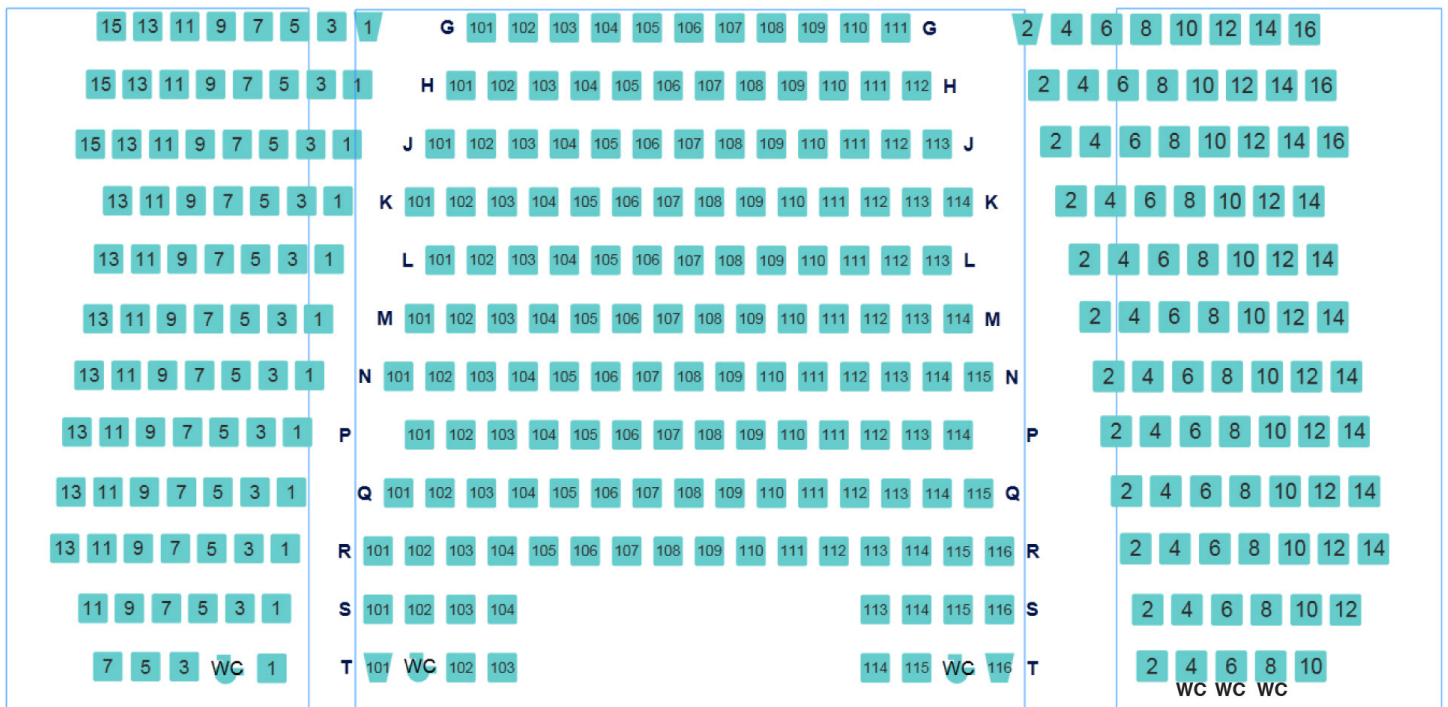 15 13 11 9 7 5 3 1 G 101 102 103 104 105 106 107 108 109 110 111 G 2 4 6 8 10 12 14 16
15 13 11 9 7 5 3 1 H 101 102 103 104 105 106 107 108 109 110 111 112 H 2 4 6 8 10 12 14 16
15 13 11 9 7 5 3 1 J 101 102 103 104 105 106 107 108 109 110 111 112 113 J 2 4 6 8 10 12 14 16
13 11 9 7 5 3 1 K 101 102 103 104 105 106 107 108 109 110 111 112 113 114 K 2 4 6 8 10 12 14
13 11 9 7 5 3 1 L 101 102 103 104 105 106 107 108 109 110 111 112 113 L 2 4 6 8 10 12 14
13 11 9 7 5 3 1 M 101 102 103 104 105 106 107 108 109 110 111 112 113 114 M 2 4 6 8 10 12 14
13 11 9 7 5 3 1 N 101 102 103 104 105 106 107 108 109 110 111 112 113 114 115 N 2 4 6 8 10 12 14
13 11 9 7 5 3 1 P 101 102 103 104 105 106 107 108 109 110 111 112 113 114 P 2 4 6 8 10 12 14
13 11 9 7 5 3 1 Q 101 102 103 104 105 106 107 108 109 110 111 112 113 114 115 Q 2 4 6 8 10 12 14
13 11 9 7 5 3 1 R 101 102 103 104 105 106 107 108 109 110 111 112 113 114 115 116 R 2 4 6 8 10 12 14
11 9 7 5 3 1 S 101 102 103 104 113 114 115 116 S 2 4 6 8 10 12
7 5 3 WC 1 T 101 WC 102 103 114 115 WC 116 T 2 4 6 8 10
WC WC WC